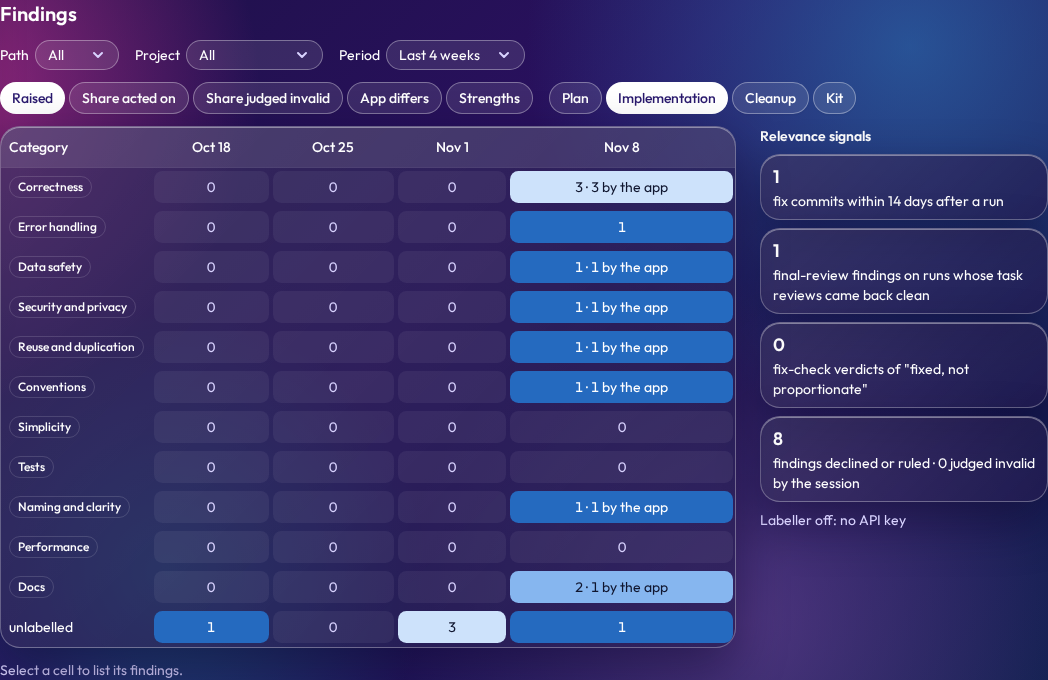 Findings
Path All Project All Period Last 4 weeks
Raised Share acted on Share judged invalid App differs Strengths Plan Implementation Cleanup Kit
Category Oct 18 Oct 25 Nov 1 Nov 8
Correctness 0 0 0 3 · 3 by the app
Error handling 0 0 0 1
Data safety 0 0 0 1 · 1 by the app
Security and privacy 0 0 0 1 · 1 by the app
Reuse and duplication 0 0 0 1 · 1 by the app
Conventions 0 0 0 1 · 1 by the app
Simplicity 0 0 0 0
Tests 0 0 0 0
Naming and clarity 0 0 0 1 · 1 by the app
Performance 0 0 0 0
Docs 0 0 0 2 · 1 by the app
unlabelled 1 0 3 1
Select a cell to list its findings.
Relevance signals
1
fix commits within 14 days after a run
1
final-review findings on runs whose task
reviews came back clean
0
fix-check verdicts of "fixed, not
proportionate"
8
findings declined or ruled · 0 judged invalid
by the session
Labeller off: no API key